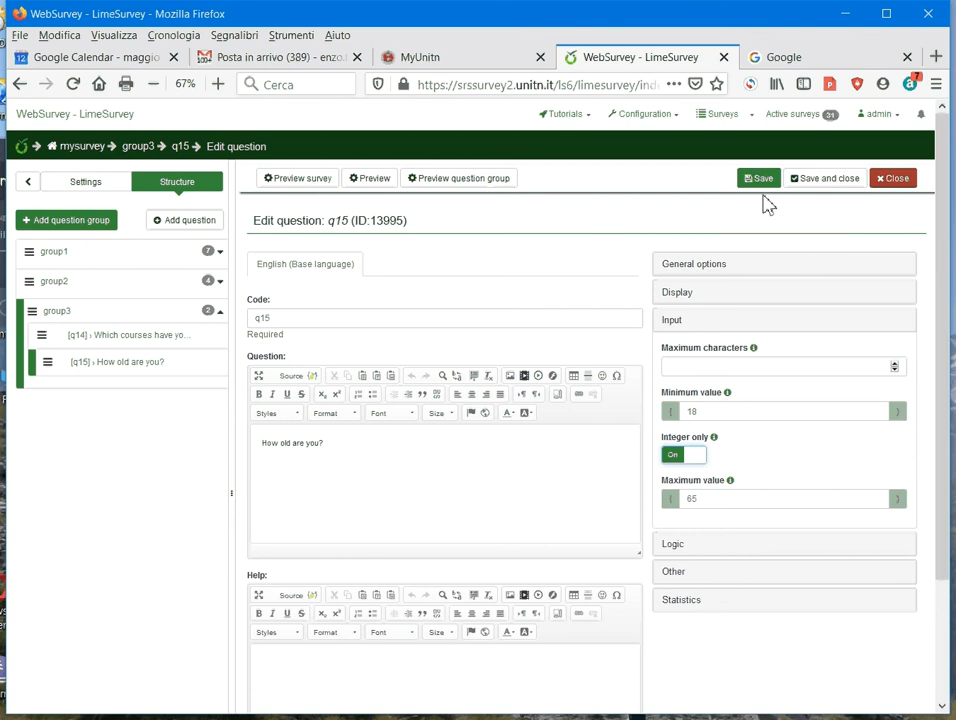 WebSurvey - LimeSurvey - Mozilla Firefox
File Modifica Visualizza Cronologia Segnalibri Strumenti Aiuto
Google Calendar - maggio
Posta in arrivo (389) - enzo.
MyUnitn
WebSurvey - LimeSurvey
Google
67%
Cerca
https://srssurvey2.unitn.it/ls6/limesurvey/inde
7
WebSurvey - LimeSurvey
Tutorials
Configuration
Surveys
Active surveys 31
admin
mysurvey
group3
q15
Edit question
Settings
Structure
Preview survey
Preview
Preview question group
Save
Save and close
Close
Add question group
Add question
group1 7
group2 4
group3 2
[q14] › Which courses have yo...
[q15] › How old are you?
Edit question: q15 (ID:13995)
English (Base language)
Code:
q15
Required
Question:
Source
B I U S
Styles Format Font Size
How old are you?
Help:
Source
B I U S
Styles Format Font Size
General options
Display
Input
Maximum characters
Minimum value
{ 18 }
Integer only
On
Maximum value
{ 65 }
Logic
Other
Statistics